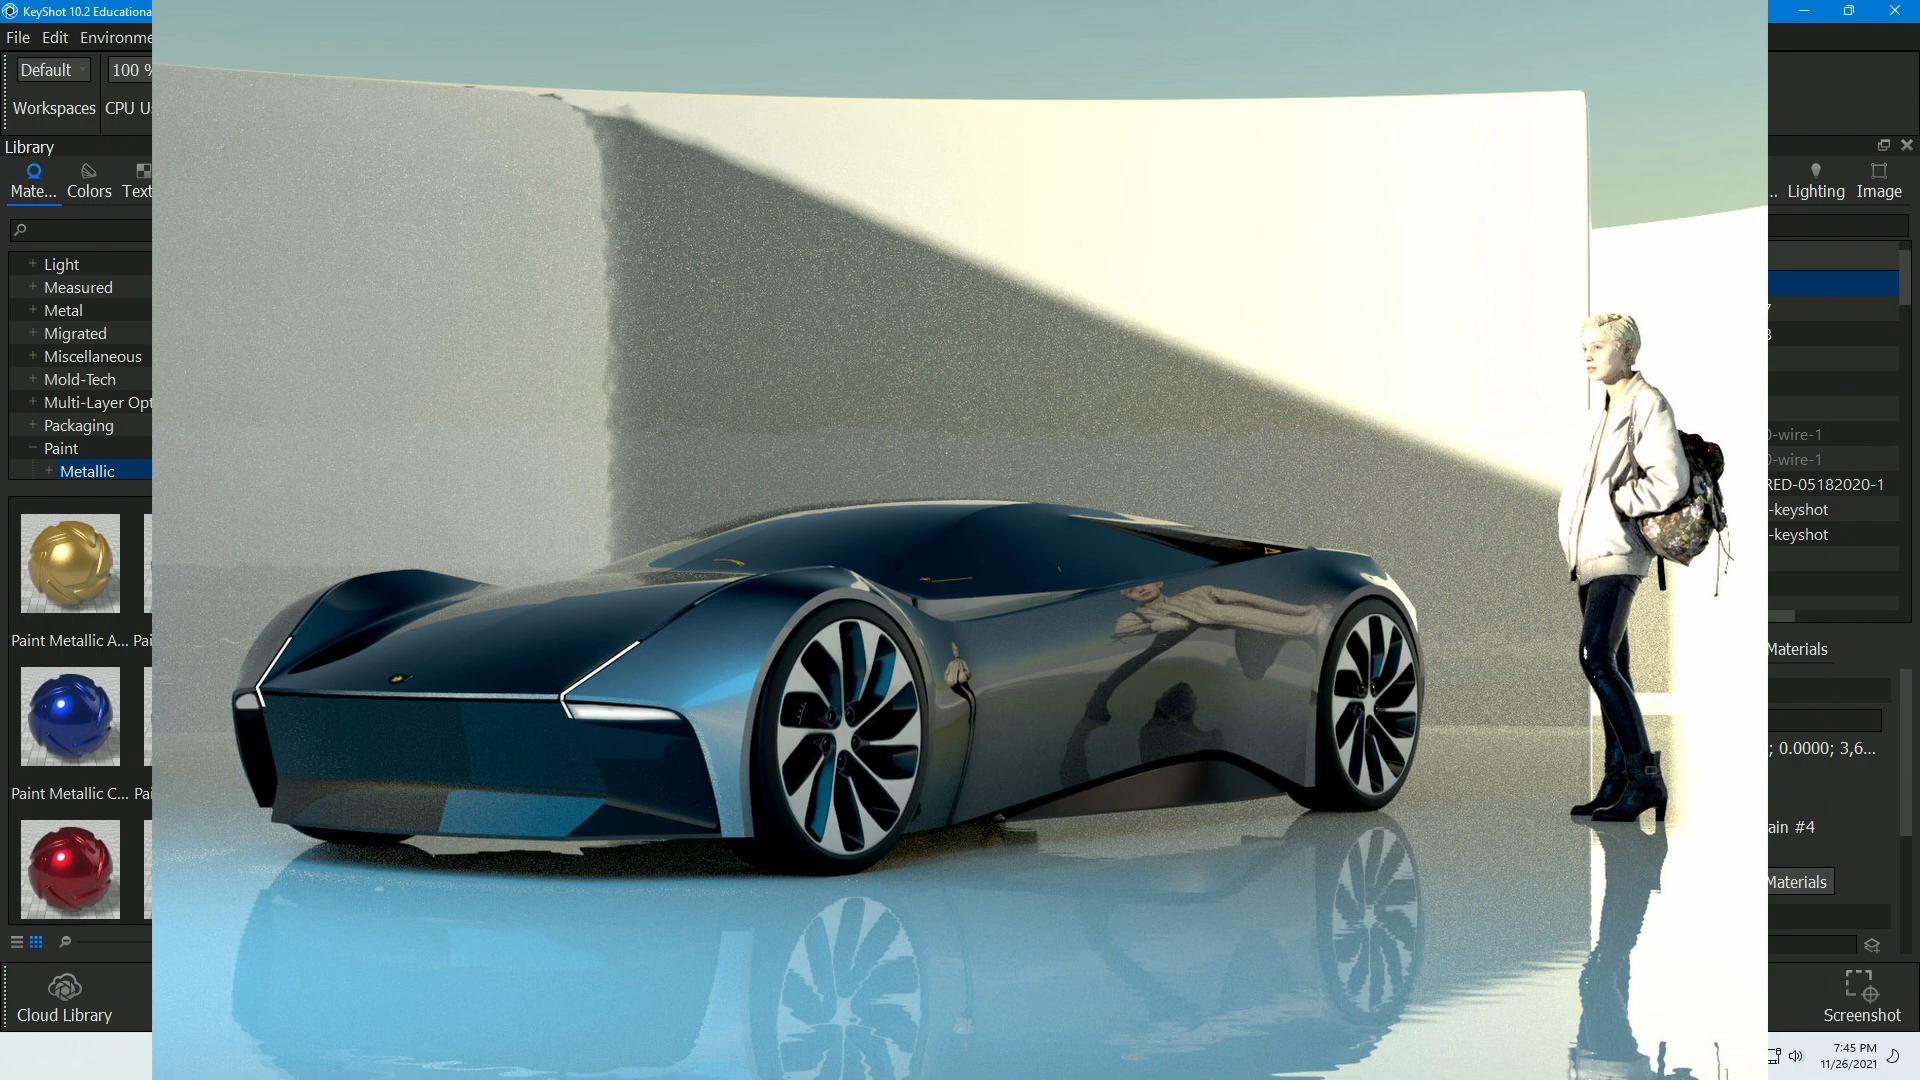 KeyShot 10.2 Educationa
File Edit Environme
Default 100 %
Workspaces CPU U
Library
Mate... Colors Text
.. Lighting Image
Light
Measured
Metal
Migrated
Miscellaneous
Mold-Tech
Multi-Layer Opt
Packaging
Paint
Metallic
-wire-1
-wire-1
RED-05182020-1
-keyshot
-keyshot
Paint Metallic A... Pai
Materials
; 0.0000; 3,6...
Paint Metallic C... Pai
ain #4
Materials
Cloud Library
Screenshot
7:45 PM
11/26/2021